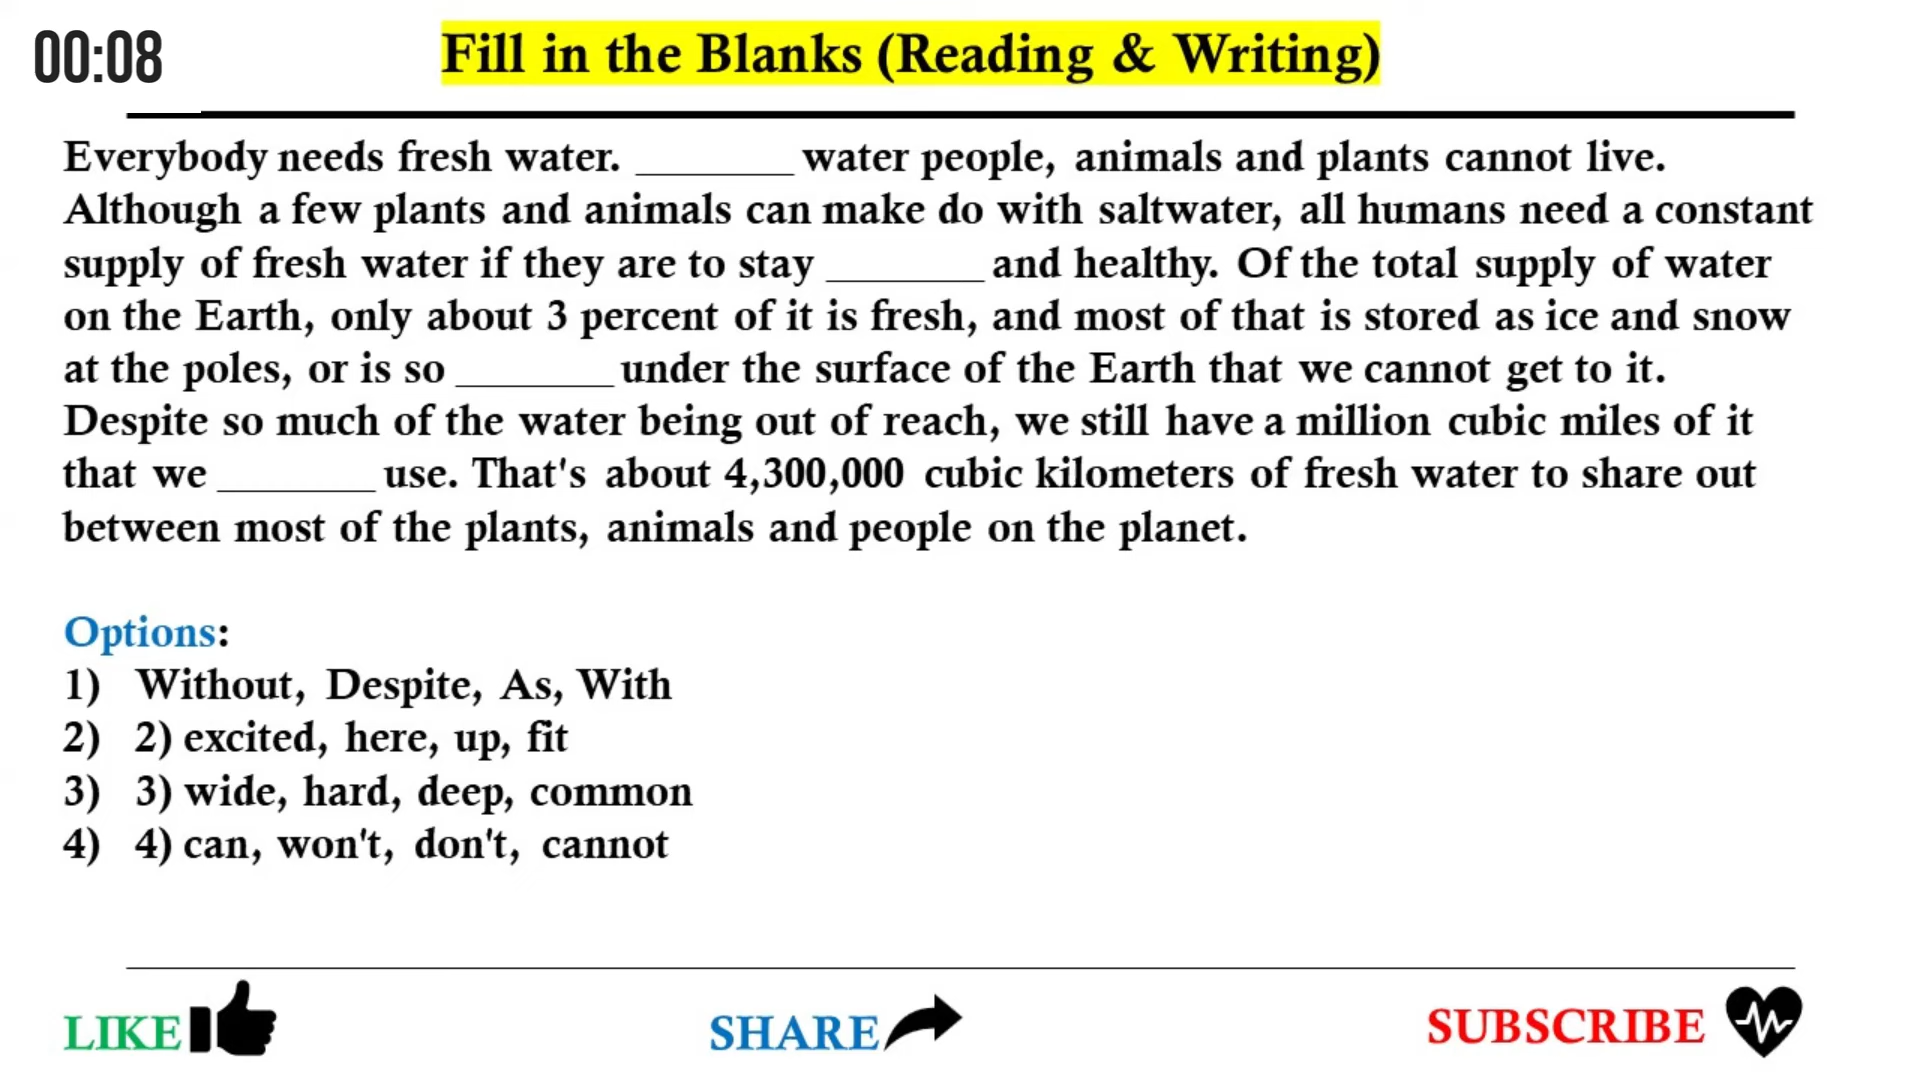 00:08
Fill in the Blanks (Reading & Writing)
Everybody needs fresh water. ________ water people, animals and plants cannot live.
Although a few plants and animals can make do with saltwater, all humans need a constant
supply of fresh water if they are to stay ________ and healthy. Of the total supply of water
on the Earth, only about 3 percent of it is fresh, and most of that is stored as ice and snow
at the poles, or is so ________ under the surface of the Earth that we cannot get to it.
Despite so much of the water being out of reach, we still have a million cubic miles of it
that we ________ use. That's about 4,300,000 cubic kilometers of fresh water to share out
between most of the plants, animals and people on the planet.
Options:
1) Without, Despite, As, With
2) 2) excited, here, up, fit
3) 3) wide, hard, deep, common
4) 4) can, won't, don't, cannot
LIKE
SHARE
SUBSCRIBE